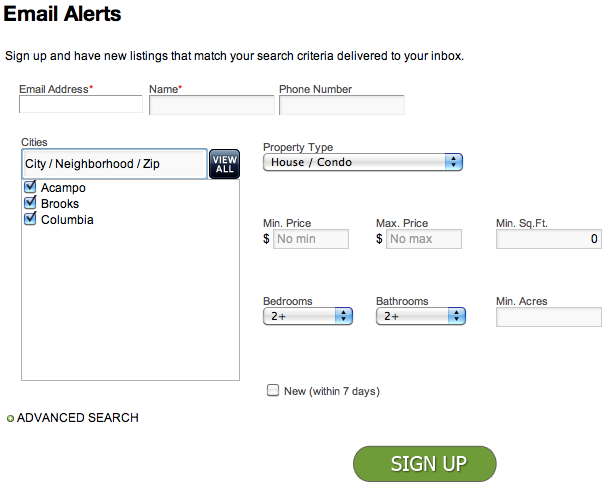 Email Alerts
Sign up and have new listings that match your search criteria delivered to your inbox.
Email Address* Name* Phone Number
Cities
City / Neighborhood / Zip
VIEW
ALL
Acampo
Brooks
Columbia
Property Type
House / Condo
Min. Price Max. Price Min. Sq.Ft.
$ No min $ No max 0
Bedrooms Bathrooms Min. Acres
2+ 2+
New (within 7 days)
ADVANCED SEARCH
SIGN UP